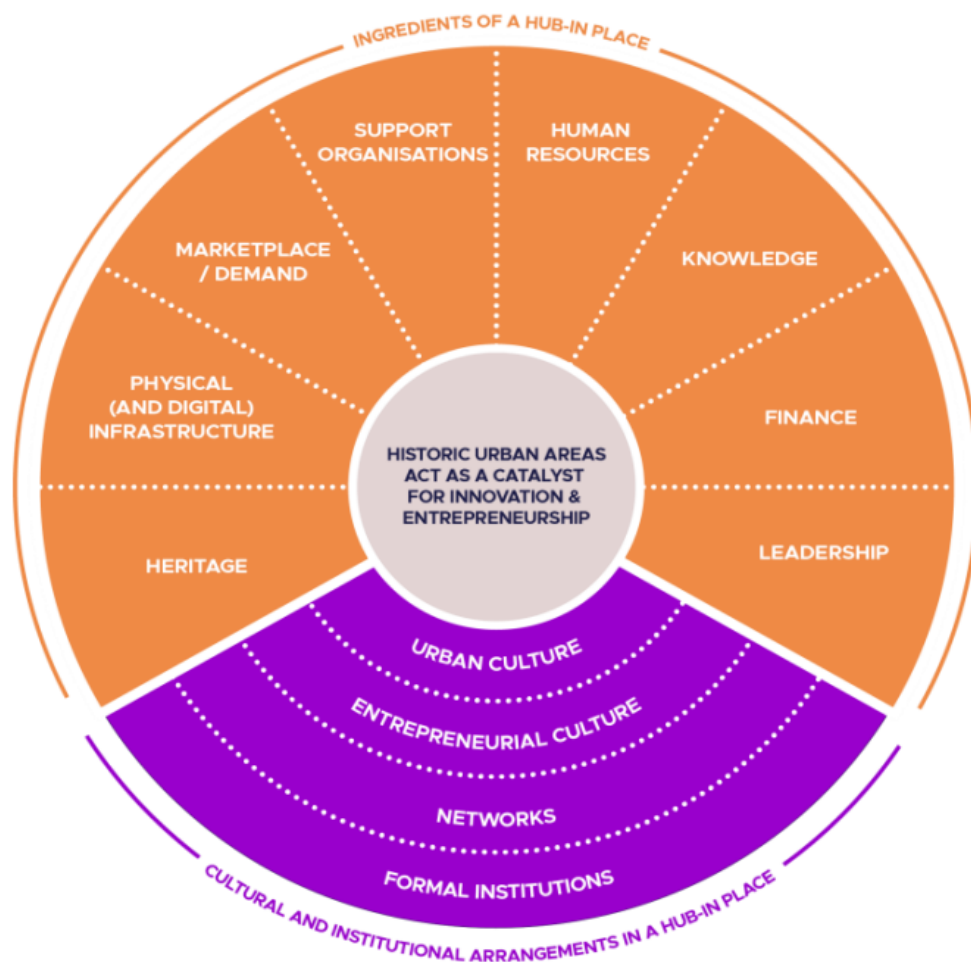 INGREDIENTS OF A HUB-IN PLACE
SUPPORT
ORGANISATIONS
HUMAN
RESOURCES
MARKETPLACE
/ DEMAND
KNOWLEDGE
PHYSICAL
(AND DIGITAL)
INFRASTRUCTURE
FINANCE
HISTORIC URBAN AREAS
ACT AS A CATALYST
FOR INNOVATION &
ENTREPRENEURSHIP
HERITAGE
LEADERSHIP
URBAN CULTURE
ENTREPRENEURIAL CULTURE
NETWORKS
FORMAL INSTITUTIONS
CULTURAL AND INSTITUTIONAL ARRANGEMENTS IN A HUB-IN PLACE